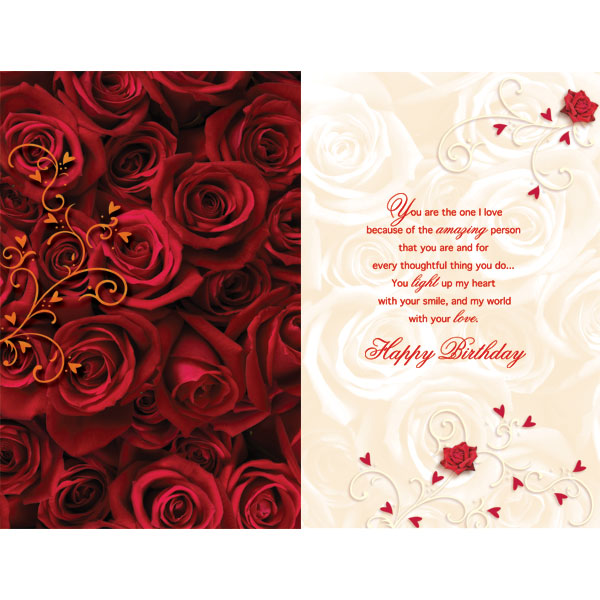 You are the one I love
because of the amazing person
that you are and for
every thoughtful thing you do...
You light up my heart
with your smile, and my world
with your love.
Happy Birthday